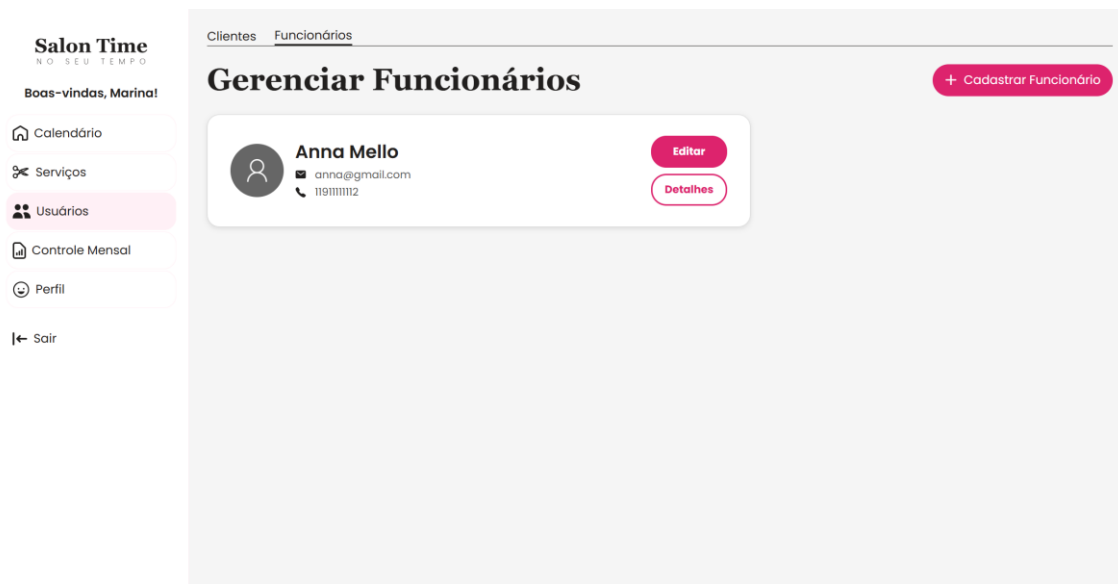 Salon Time
NO SEU TEMPO
Boas-vindas, Marina!
Calendário
Serviços
Usuários
Controle Mensal
Perfil
Sair
Clientes Funcionários
Gerenciar Funcionários
+ Cadastrar Funcionário
Anna Mello
anna@gmail.com
11911111112
Editar
Detalhes